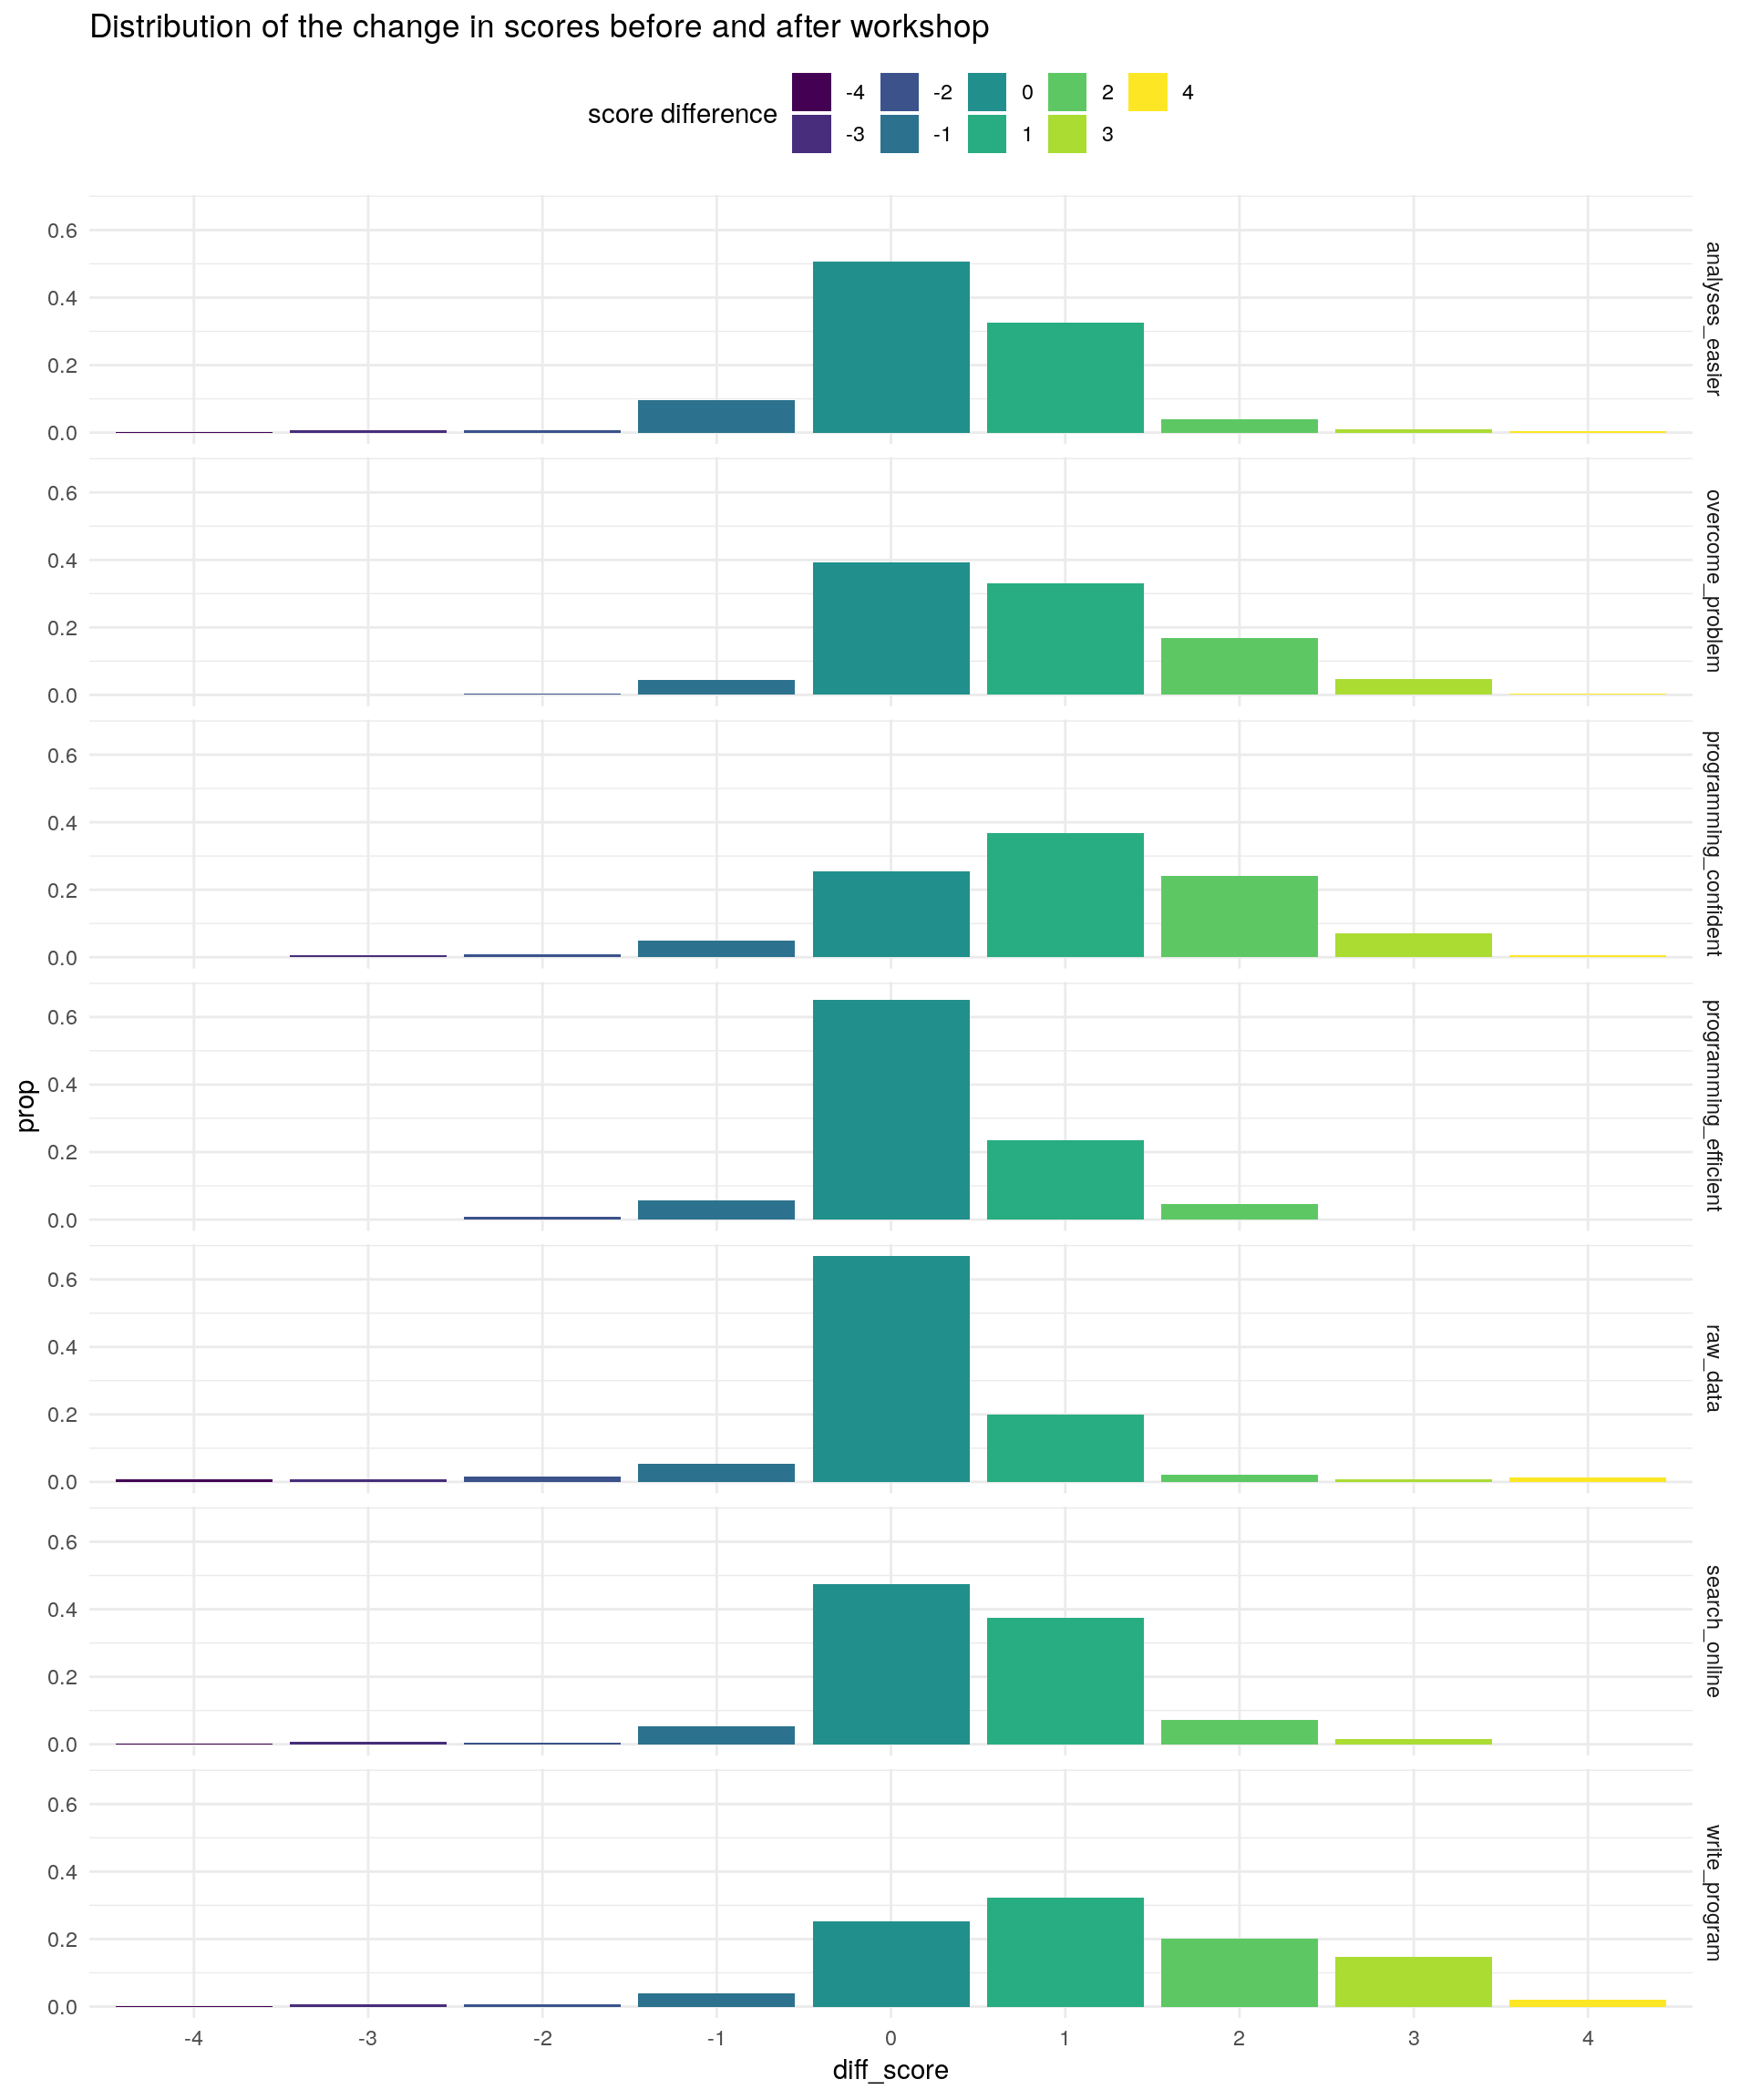 Distribution of the change in scores before and after workshop
score difference
-4 -2 0 2 4
-3 -1 1 3
0.6
0.4
0.2
0.0
analyses_easier
0.6
0.4
0.2
0.0
overcome_problem
0.6
0.4
0.2
0.0
programming_confident
0.6
0.4
0.2
0.0
programming_efficient
prop
0.6
0.4
0.2
0.0
raw_data
0.6
0.4
0.2
0.0
search_online
0.6
0.4
0.2
0.0
write_program
-4 -3 -2 -1 0 1 2 3 4
diff_score